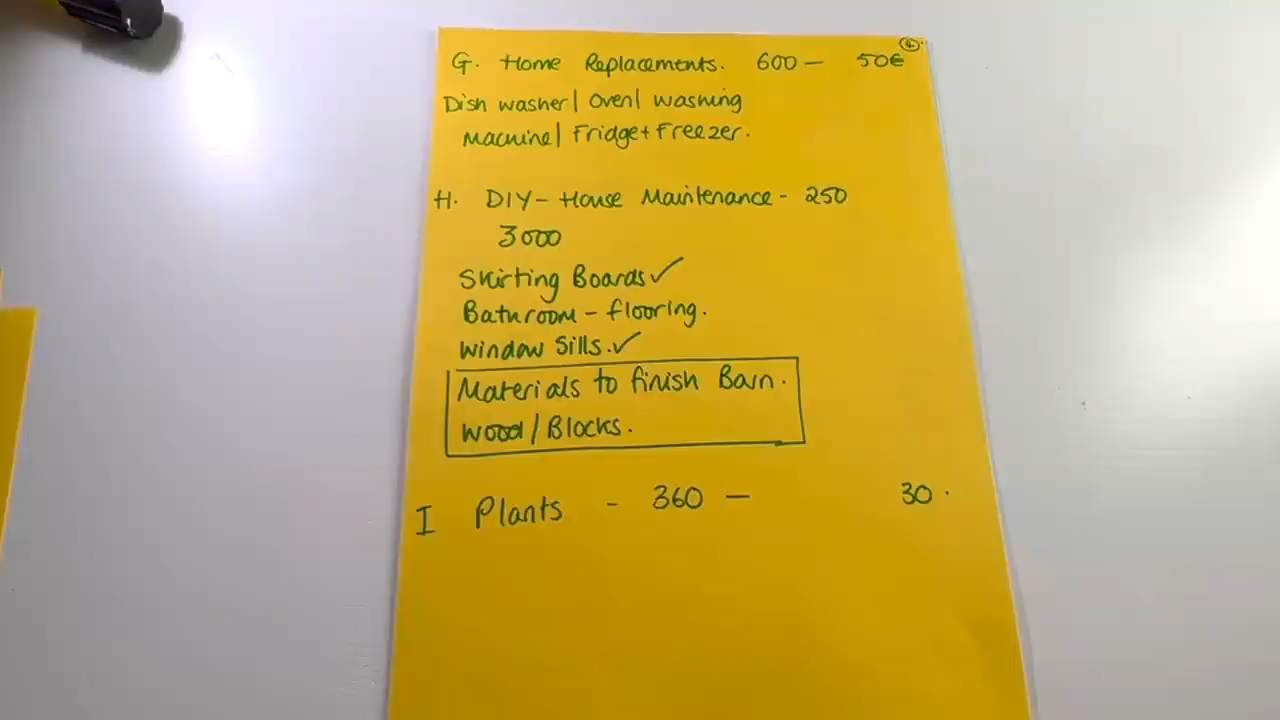 4.
G. Home Replacements. 600 — 50€
Dish washer| Oven| washing
Machine| Fridge + Freezer.
H. DIY - House Maintenance - 250
3000
Skirting Boards ✓
Bathroom - flooring.
Window Sills. ✓
Materials to finish Barn.
Wood / Blocks.
I Plants - 360 — 30.